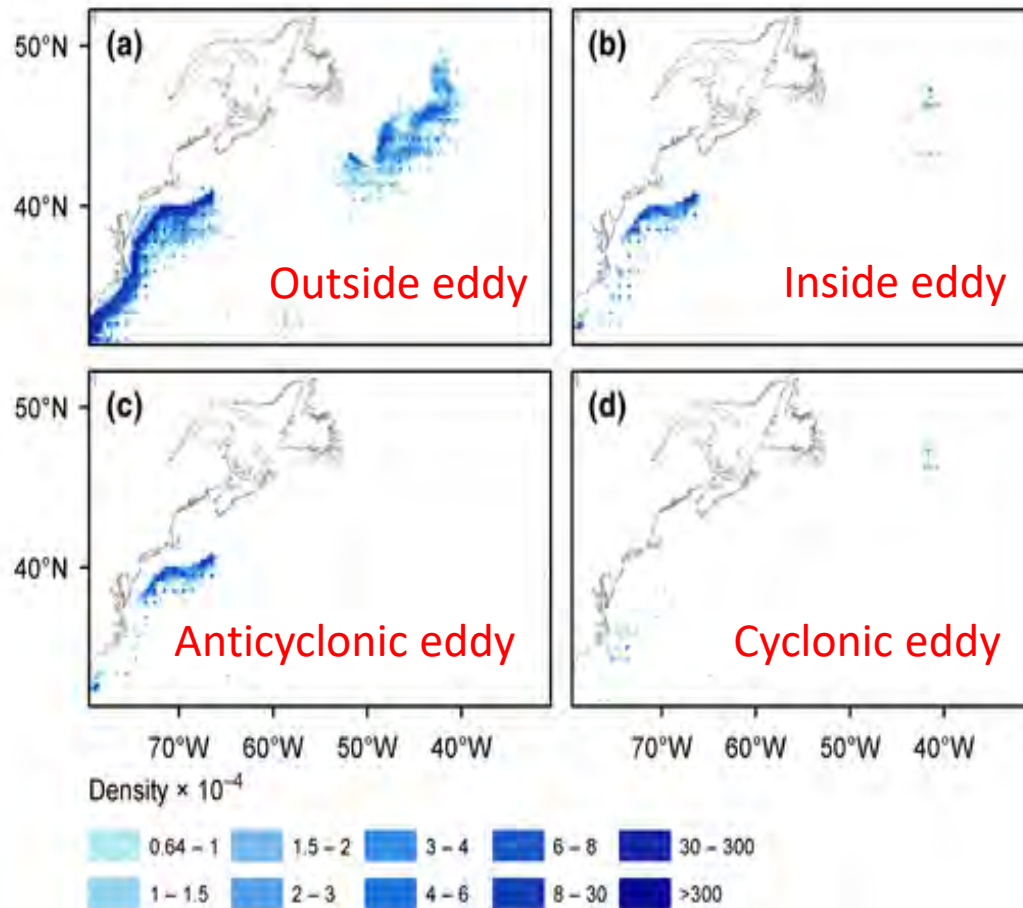 50°N (a) (b)
40°N
Outside eddy Inside eddy
50°N (c) (d)
40°N
Anticyclonic eddy Cyclonic eddy
70°W 60°W 50°W 40°W 70°W 60°W 50°W 40°W
Density × 10⁻⁴
0.64 – 1 1.5 – 2 3 – 4 6 – 8 30 – 300
1 – 1.5 2 – 3 4 – 6 8 – 30 >300